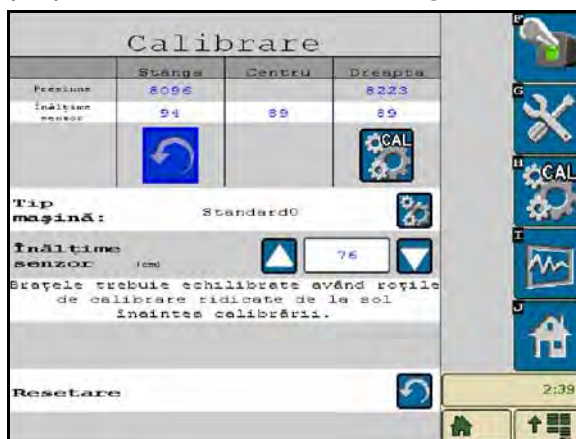 Calibrare
Stânga Centru Dreapta
Presiune 8096 8223
Înălțime senzor 94 89 89
CAL
Tip mașină: Standard0
Înălțime senzor (cm) 76
Brațele trebuie echilibrate având roțile
de calibrare ridicate de la sol
înaintea calibrării.
Resetare
F
G
H CAL
I
J
2:39